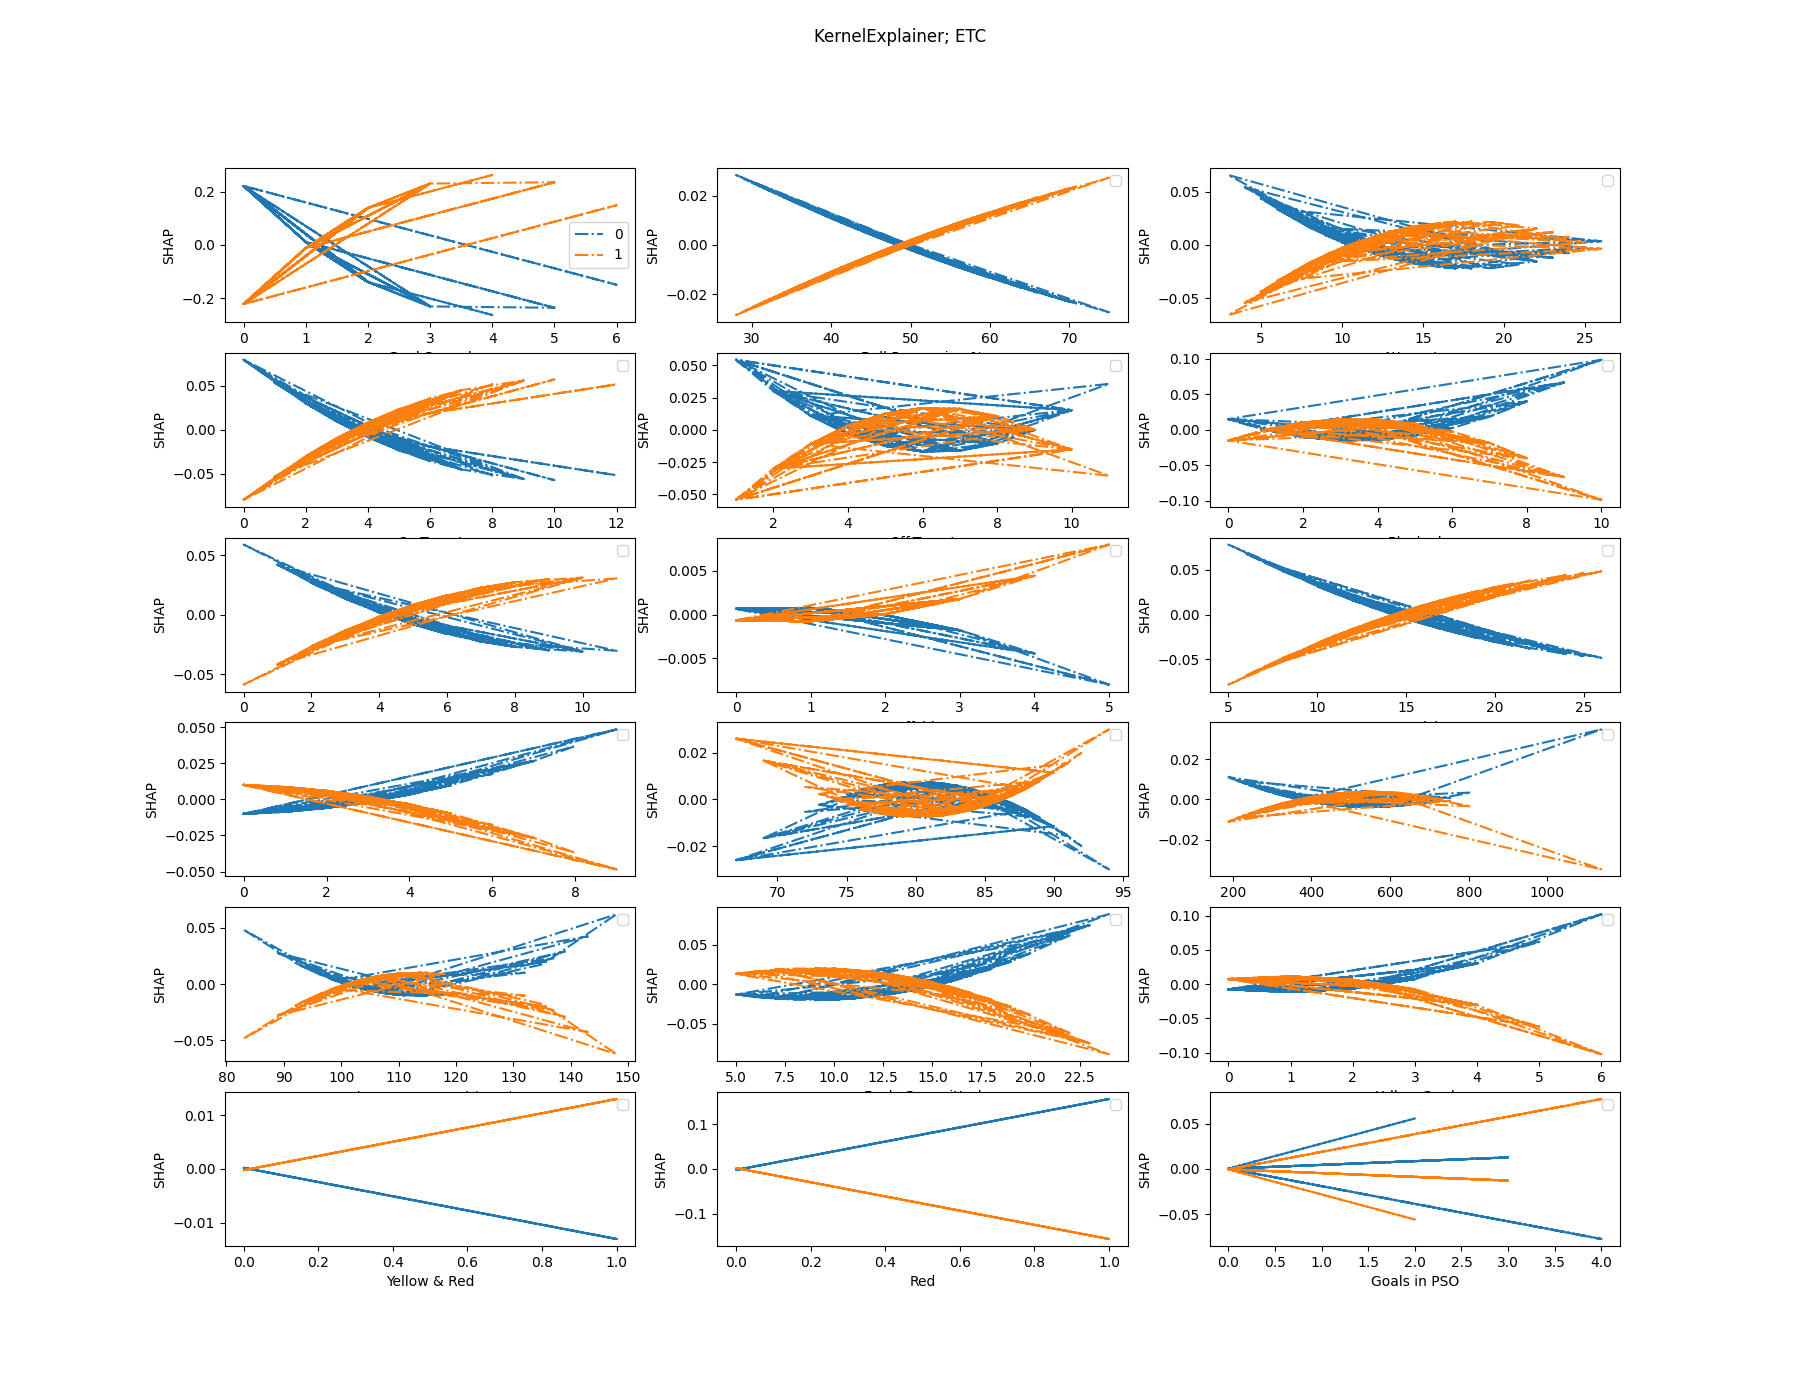 KernelExplainer; ETC
SHAP
0.2
0.0
−0.2
0 1 2 3 4 5 6
0
1
SHAP
0.02
0.00
−0.02
30 40 50 60 70
SHAP
0.05
0.00
−0.05
5 10 15 20 25
SHAP
0.05
0.00
−0.05
0 2 4 6 8 10 12
SHAP
0.050
0.025
0.000
−0.025
−0.050
2 4 6 8 10
SHAP
0.10
0.05
0.00
−0.05
−0.10
0 2 4 6 8 10
SHAP
0.05
0.00
−0.05
0 2 4 6 8 10
SHAP
0.005
0.000
−0.005
0 1 2 3 4 5
SHAP
0.05
0.00
−0.05
5 10 15 20 25
SHAP
0.050
0.025
0.000
−0.025
−0.050
0 2 4 6 8
SHAP
0.02
0.00
−0.02
70 75 80 85 90 95
SHAP
0.02
0.00
−0.02
200 400 600 800 1000
SHAP
0.05
0.00
−0.05
80 90 100 110 120 130 140 150
SHAP
0.05
0.00
−0.05
5.0 7.5 10.0 12.5 15.0 17.5 20.0 22.5
SHAP
0.10
0.05
0.00
−0.05
−0.10
0 1 2 3 4 5 6
SHAP
0.01
0.00
−0.01
0.0 0.2 0.4 0.6 0.8 1.0
Yellow & Red
SHAP
0.1
0.0
−0.1
0.0 0.2 0.4 0.6 0.8 1.0
Red
SHAP
0.05
0.00
−0.05
0.0 0.5 1.0 1.5 2.0 2.5 3.0 3.5 4.0
Goals in PSO